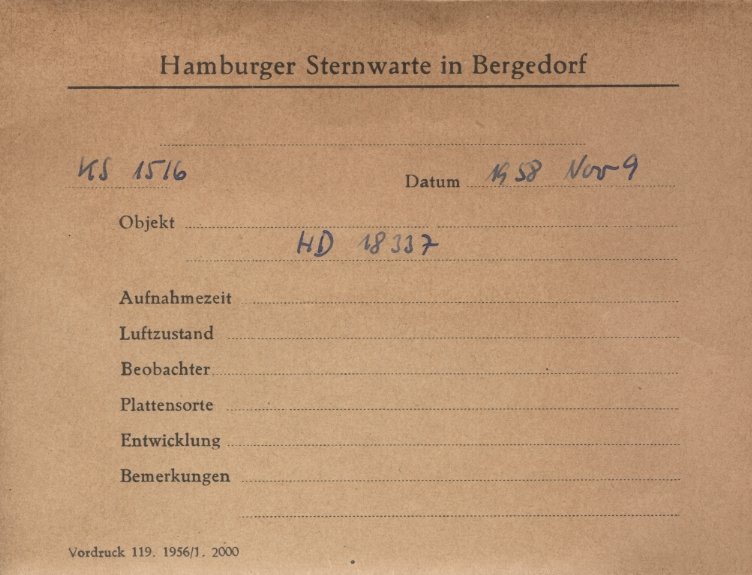 Hamburger Sternwarte in Bergedorf
KS 1516 Datum 1958 Nov 9
Objekt
HD 18337
Aufnahmezeit
Luftzustand
Beobachter
Plattensorte
Entwicklung
Bemerkungen
Vordruck 119. 1956/1. 2000